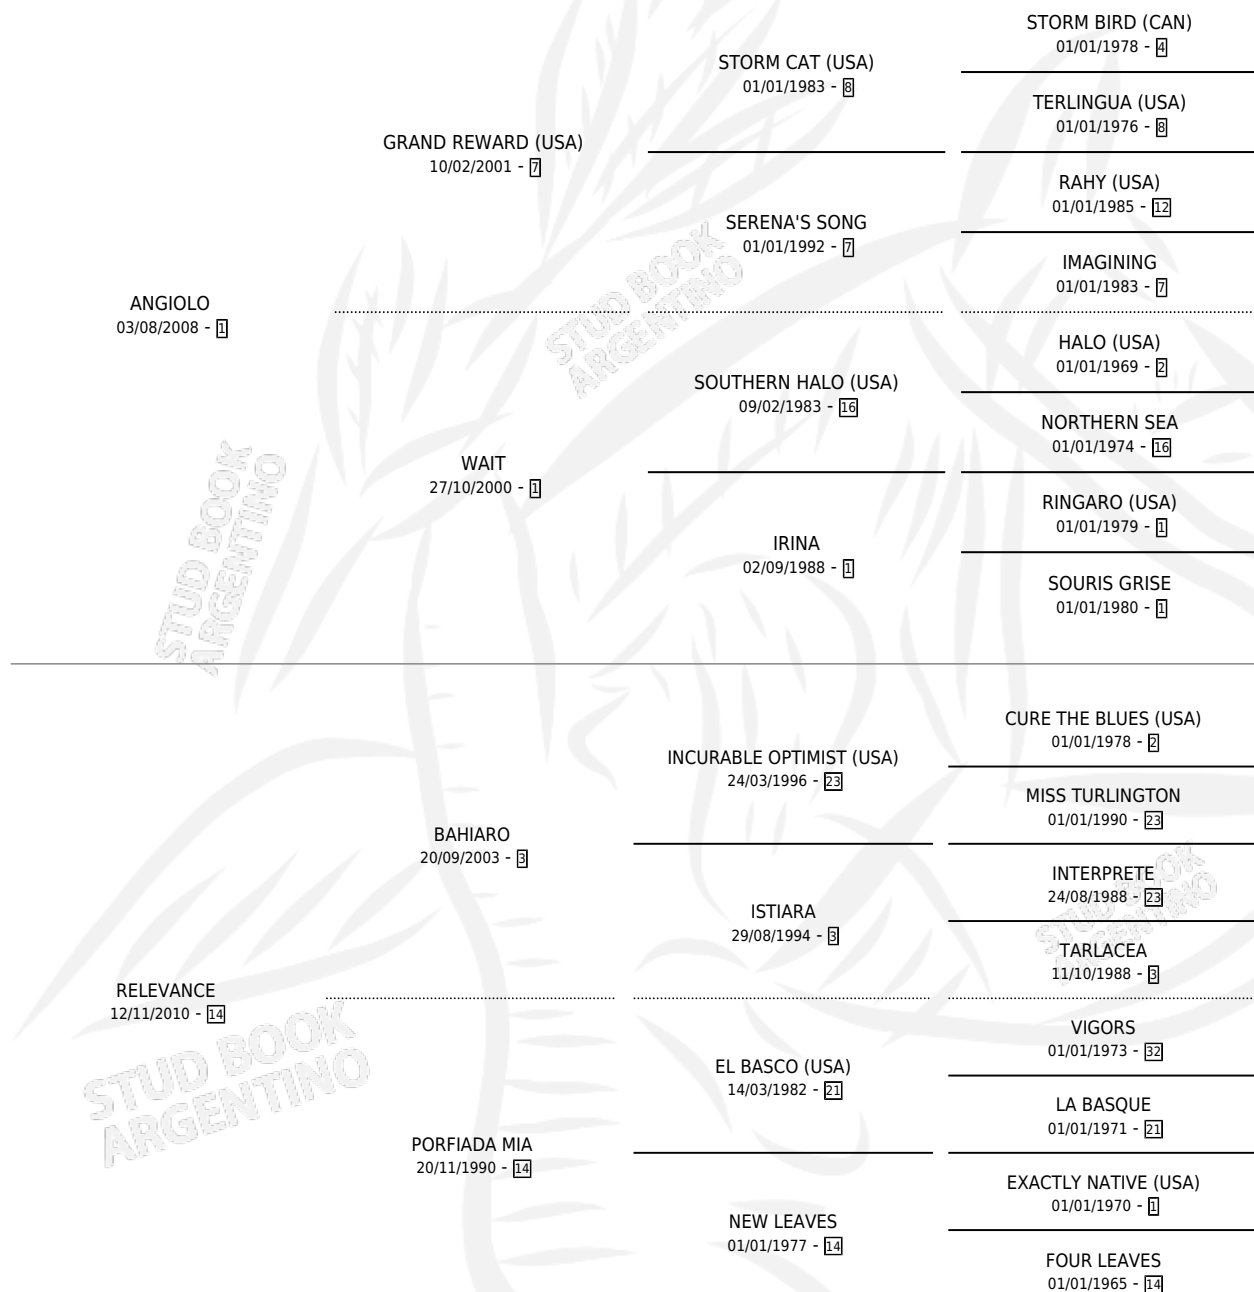 STORM BIRD (CAN)
01/01/1978 - 4
STORM CAT (USA)
01/01/1983 - 8
TERLINGUA (USA)
01/01/1976 - 8
GRAND REWARD (USA)
10/02/2001 - 7
RAHY (USA)
01/01/1985 - 12
SERENA'S SONG
01/01/1992 - 7
IMAGINING
01/01/1983 - 7
ANGIOLO
03/08/2008 - 1
HALO (USA)
01/01/1969 - 2
SOUTHERN HALO (USA)
09/02/1983 - 16
NORTHERN SEA
01/01/1974 - 16
WAIT
27/10/2000 - 1
RINGARO (USA)
01/01/1979 - 1
IRINA
02/09/1988 - 1
SOURIS GRISE
01/01/1980 - 1
STUD BOOK
ARGENTINO
STUD BOOK
ARGENTINO
CURE THE BLUES (USA)
01/01/1978 - 2
INCURABLE OPTIMIST (USA)
24/03/1996 - 23
MISS TURLINGTON
01/01/1990 - 23
BAHIARO
20/09/2003 - 3
INTERPRETE
24/08/1988 - 23
ISTIARA
29/08/1994 - 3
TARLACEA
11/10/1988 - 3
RELEVANCE
12/11/2010 - 14
VIGORS
01/01/1973 - 32
EL BASCO (USA)
14/03/1982 - 21
LA BASQUE
01/01/1971 - 21
PORFIADA MIA
20/11/1990 - 14
EXACTLY NATIVE (USA)
01/01/1970 - 1
NEW LEAVES
01/01/1977 - 14
FOUR LEAVES
01/01/1965 - 14
STUD BOOK
ARGENTINO
STUD BOOK
ARGENTINO